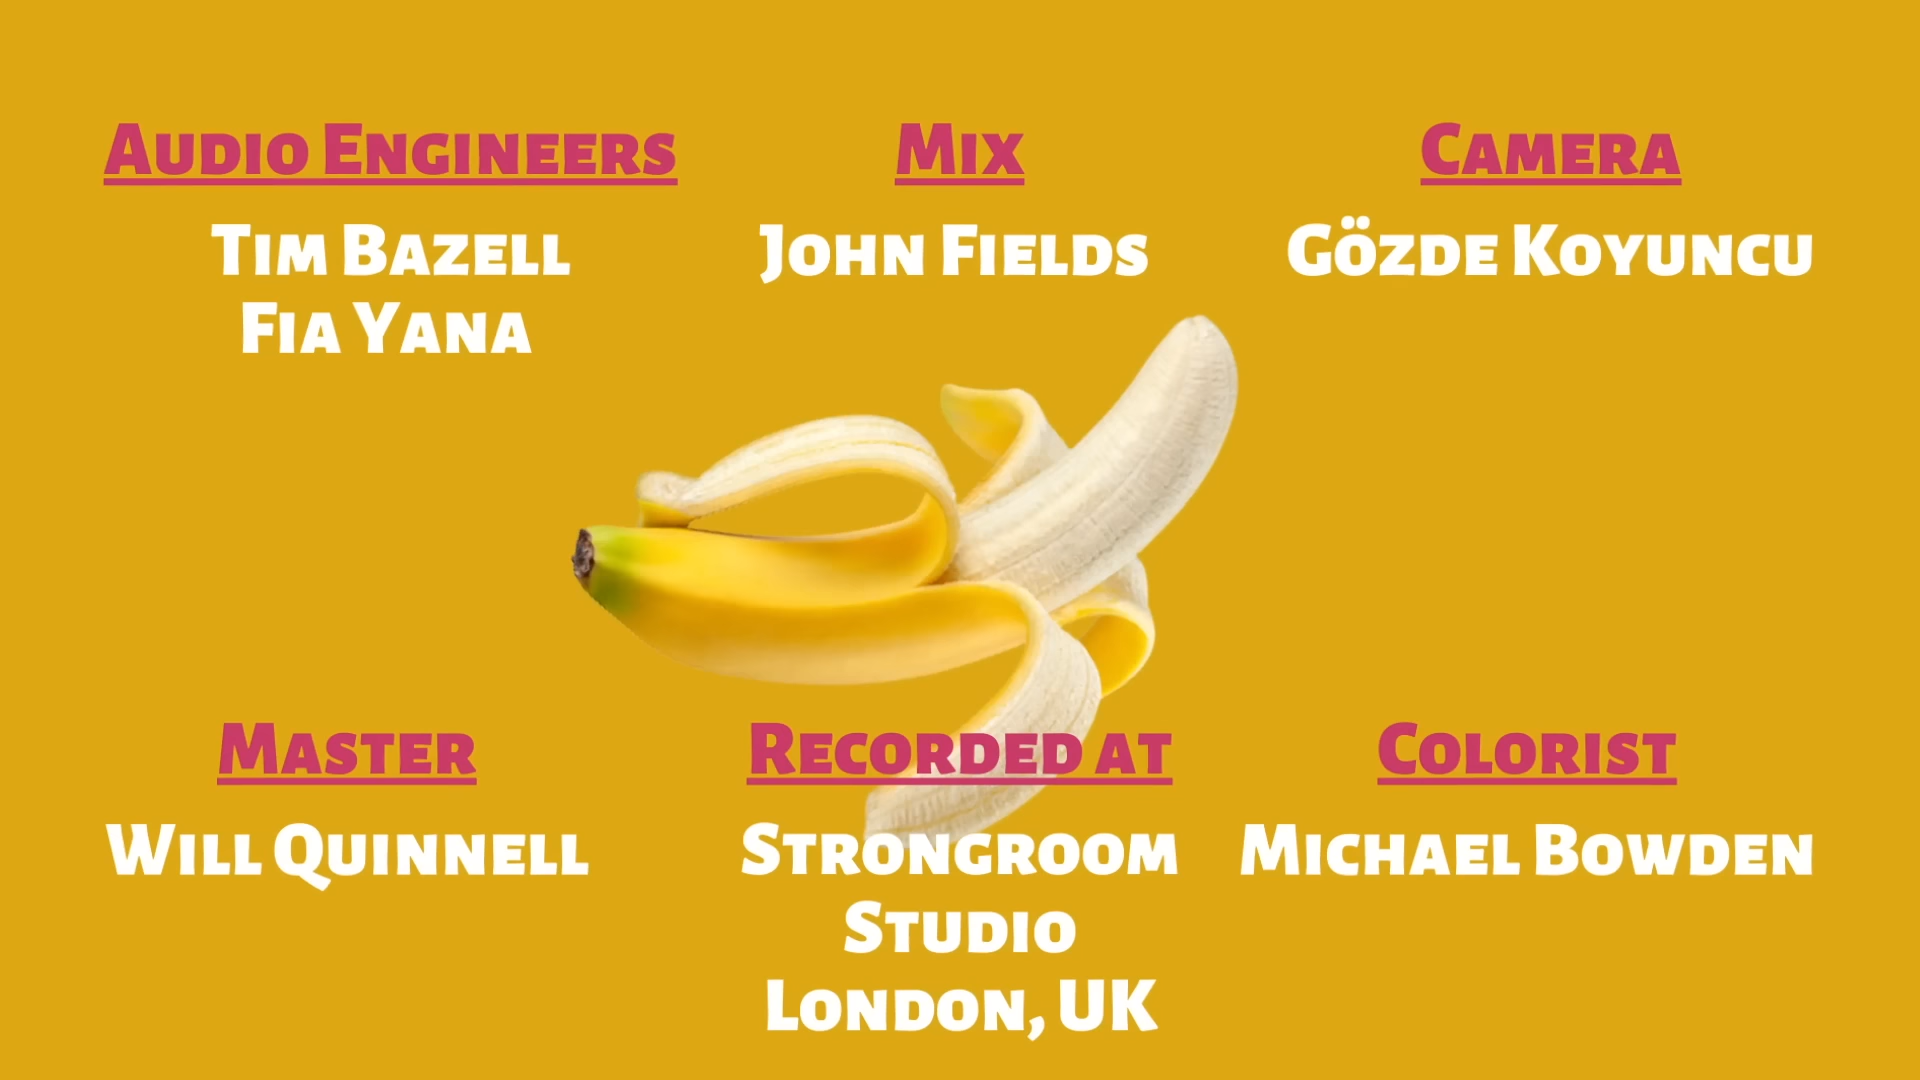 Audio Engineers
Tim Bazell
Fia Yana
Mix
John Fields
Camera
Gözde Koyuncu
Master
Will Quinnell
Recorded at
Strongroom
Studio
London, UK
Colorist
Michael Bowden